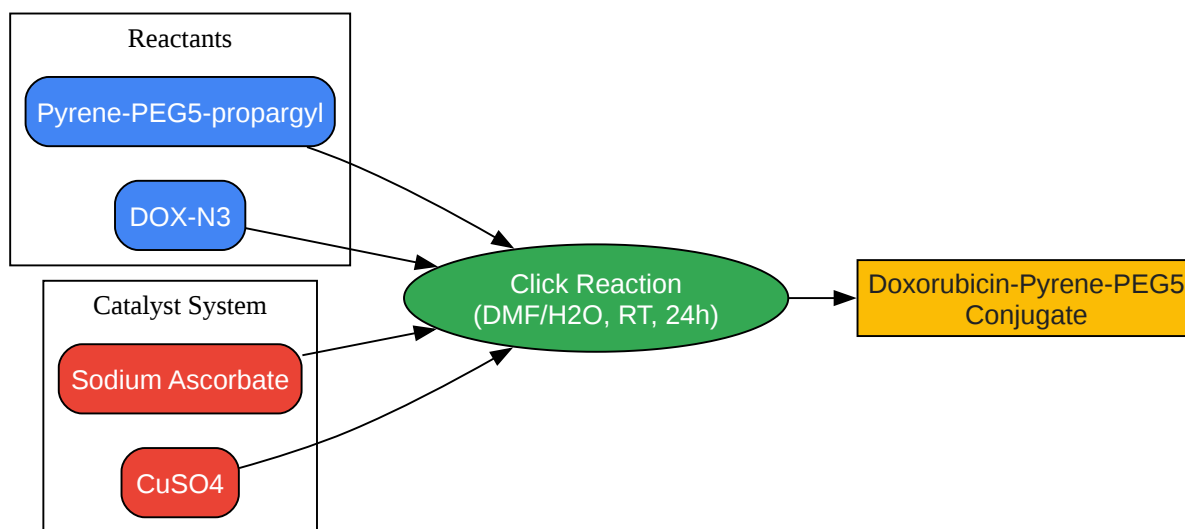 Reactants
Pyrene-PEG5-propargyl
DOX-N3
Catalyst System
Sodium Ascorbate
CuSO4
Click Reaction
(DMF/H2O, RT, 24h)
Doxorubicin-Pyrene-PEG5
Conjugate